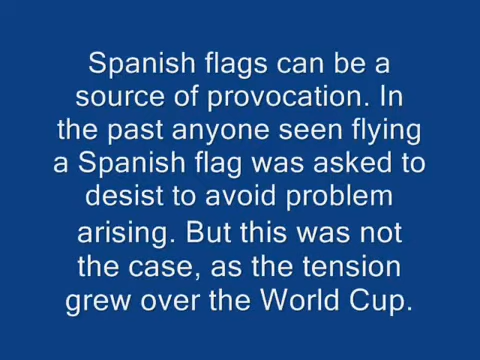 Spanish flags can be a
source of provocation. In
the past anyone seen flying
a Spanish flag was asked to
desist to avoid problem
arising. But this was not
the case, as the tension
grew over the World Cup.